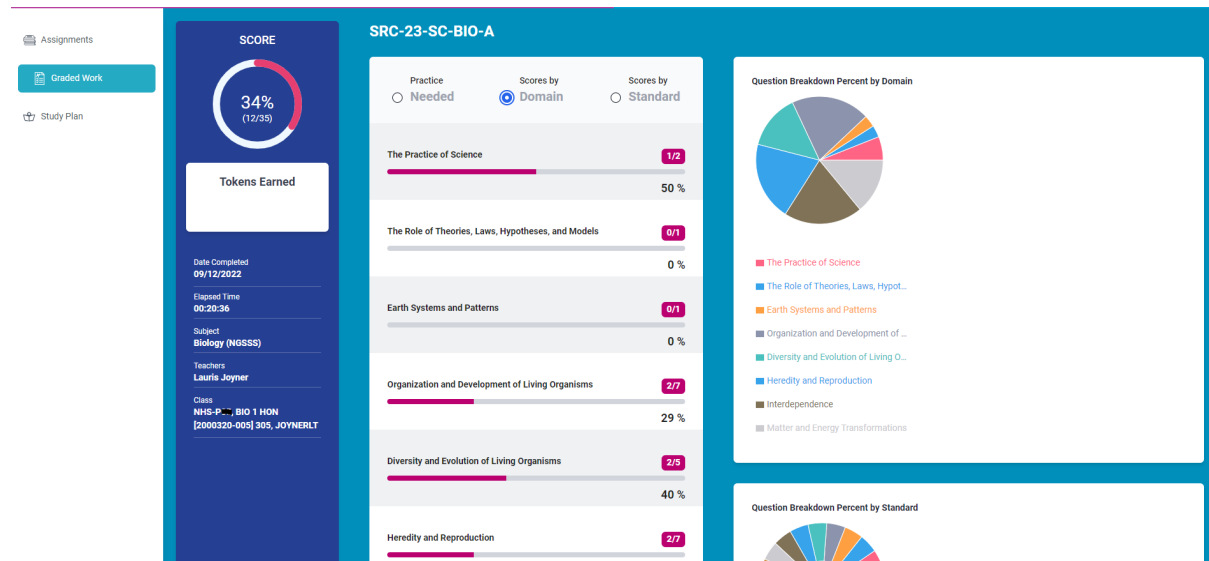 Assignments
Graded Work
Study Plan
SCORE
34%
(12/35)
Tokens Earned
Date Completed
09/12/2022
Elapsed Time
00:20:36
Subject
Biology (NGSSS)
Teachers
Lauris Joyner
Class
NHS-P , BIO 1 HON
[2000320-005] 305, JOYNERLT
SRC-23-SC-BIO-A
Practice Needed
Scores by Domain
Scores by Standard
The Practice of Science 1/2
50 %
The Role of Theories, Laws, Hypotheses, and Models 0/1
0 %
Earth Systems and Patterns 0/1
0 %
Organization and Development of Living Organisms 2/7
29 %
Diversity and Evolution of Living Organisms 2/5
40 %
Heredity and Reproduction 2/7
Question Breakdown Percent by Domain
The Practice of Science
The Role of Theories, Laws, Hypot...
Earth Systems and Patterns
Organization and Development of ...
Diversity and Evolution of Living O...
Heredity and Reproduction
Interdependence
Matter and Energy Transformations
Question Breakdown Percent by Standard